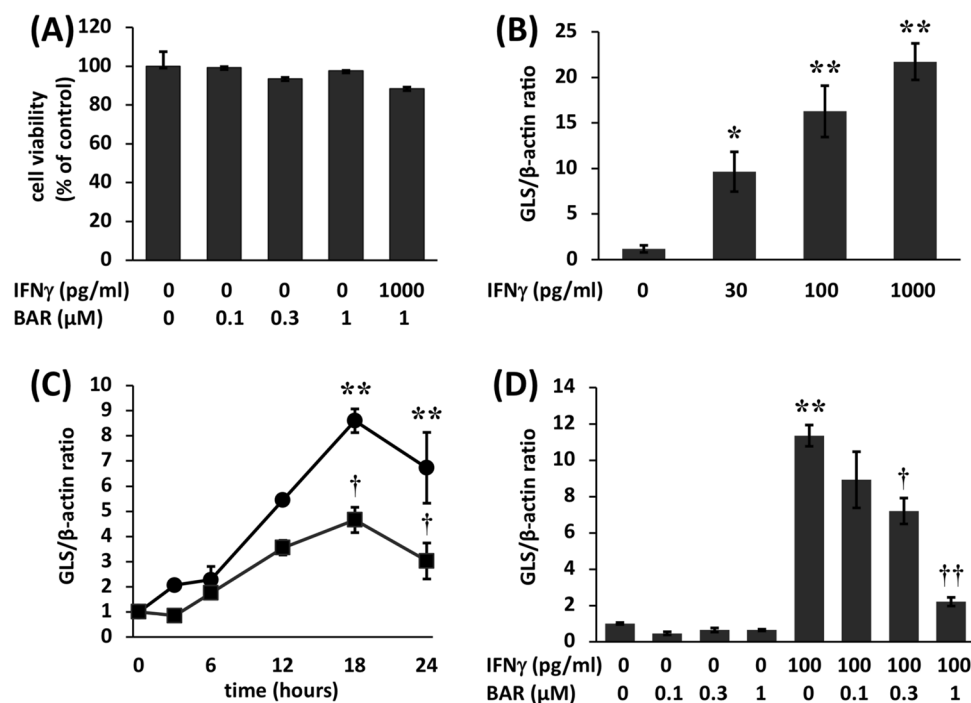 (A)
cell viability
(% of control)
120
100
80
60
40
20
0
IFNγ (pg/ml) 0 0 0 0 1000
BAR (μM) 0 0.1 0.3 1 1
(B)
GLS/β-actin ratio
25
20
15
10
5
0
* ** **
IFNγ (pg/ml) 0 30 100 1000
(C)
GLS/β-actin ratio
10
9
8
7
6
5
4
3
2
1
0
** **
† †
0 6 12 18 24
time (hours)
(D)
GLS/β-actin ratio
14
12
10
8
6
4
2
0
** † ††
IFNγ (pg/ml) 0 0 0 0 100 100 100 100
BAR (μM) 0 0.1 0.3 1 0 0.1 0.3 1